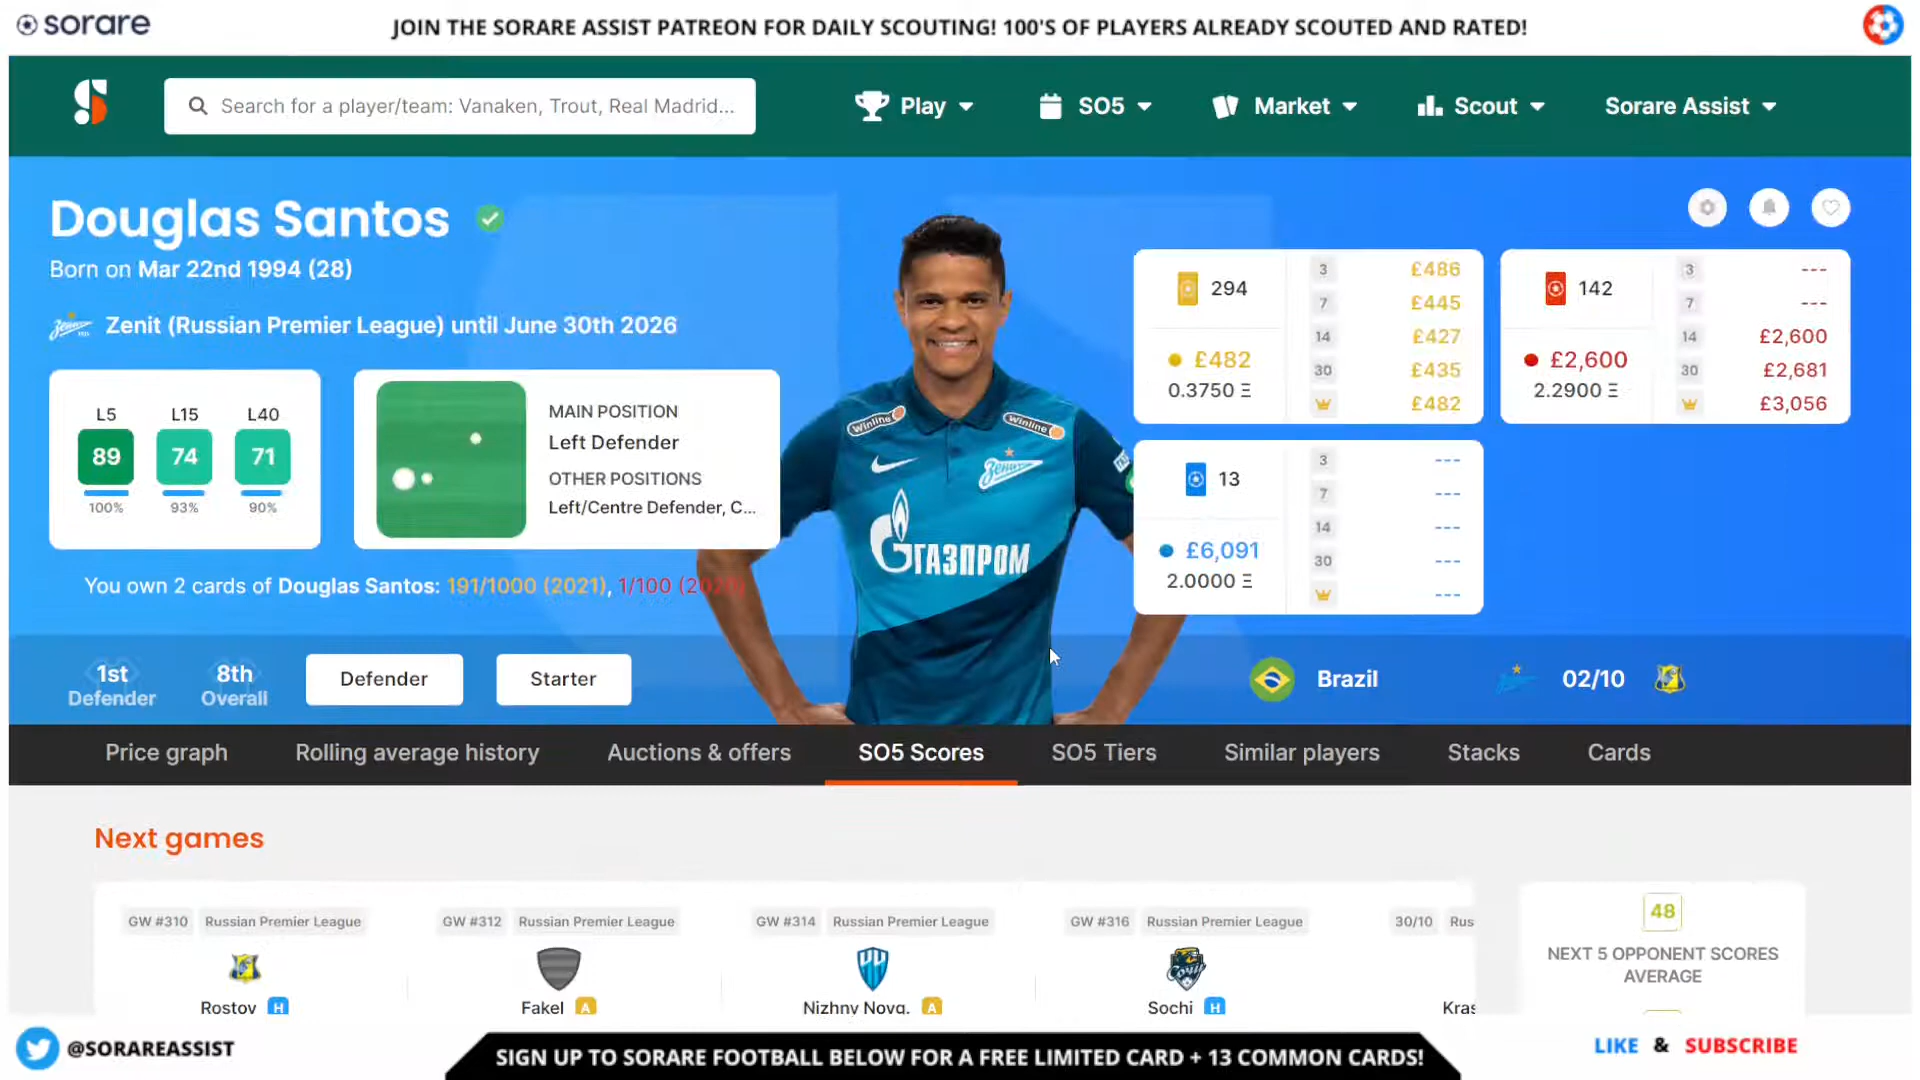 sorare
JOIN THE SORARE ASSIST PATREON FOR DAILY SCOUTING! 100'S OF PLAYERS ALREADY SCOUTED AND RATED!
Search for a player/team: Vanaken, Trout, Real Madrid...
Play
SO5
Market
Scout
Sorare Assist
Douglas Santos
Born on Mar 22nd 1994 (28)
Zenit (Russian Premier League) until June 30th 2026
L5 L15 L40
89 74 71
100% 93% 90%
MAIN POSITION
Left Defender
OTHER POSITIONS
Left/Centre Defender, C...
You own 2 cards of Douglas Santos: 191/1000 (2021), 1/100 (2021)
Winline
Winline
Зенит
ГАЗПРОМ
294
£482
0.3750 Ξ
3 £486
7 £445
14 £427
30 £435
£482
142
£2,600
2.2900 Ξ
3 ---
7 ---
14 £2,600
30 £2,681
£3,056
13
£6,091
2.0000 Ξ
3 ---
7 ---
14 ---
30 ---
---
1st
Defender
8th
Overall
Defender
Starter
Brazil
02/10
Price graph
Rolling average history
Auctions & offers
SO5 Scores
SO5 Tiers
Similar players
Stacks
Cards
Next games
GW #310 Russian Premier League
Rostov H
GW #312 Russian Premier League
Fakel A
GW #314 Russian Premier League
Nizhny Novg. A
GW #316 Russian Premier League
Sochi H
30/10 Rus
Kras
48
NEXT 5 OPPONENT SCORES
AVERAGE
@SORAREASSIST
SIGN UP TO SORARE FOOTBALL BELOW FOR A FREE LIMITED CARD + 13 COMMON CARDS!
LIKE & SUBSCRIBE